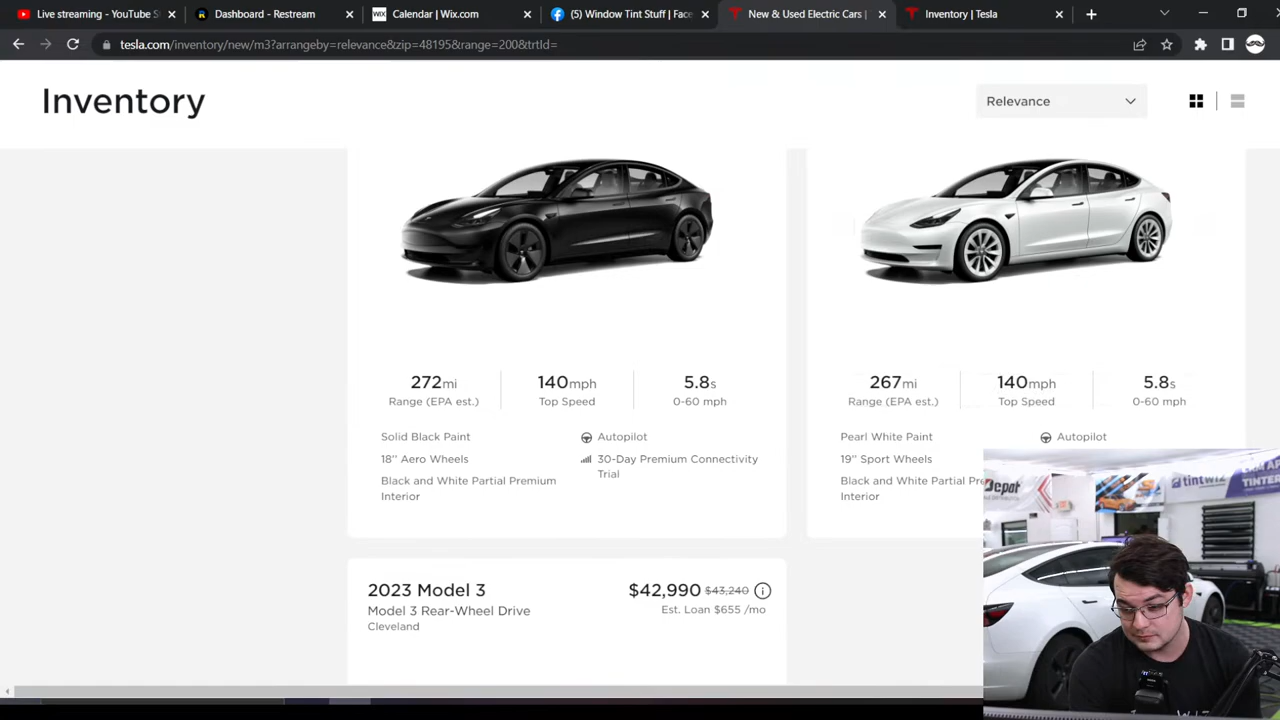 Live streaming - YouTube S
Dashboard - Restream
Calendar | Wix.com
(5) Window Tint Stuff | Face
New & Used Electric Cars |
Inventory | Tesla
tesla.com/inventory/new/m3?arrangeby=relevance&zip=48195&range=200&trtId=
Inventory
Relevance
272mi
Range (EPA est.)
140mph
Top Speed
5.8s
0-60 mph
Solid Black Paint
18" Aero Wheels
Black and White Partial Premium
Interior
Autopilot
30-Day Premium Connectivity
Trial
267mi
Range (EPA est.)
140mph
Top Speed
5.8s
0-60 mph
Pearl White Paint
19" Sport Wheels
Black and White Partial Pre
Interior
Autopilot
2023 Model 3
Model 3 Rear-Wheel Drive
Cleveland
$42,990 $43,240
Est. Loan $655 /mo
Depot
tintwiz